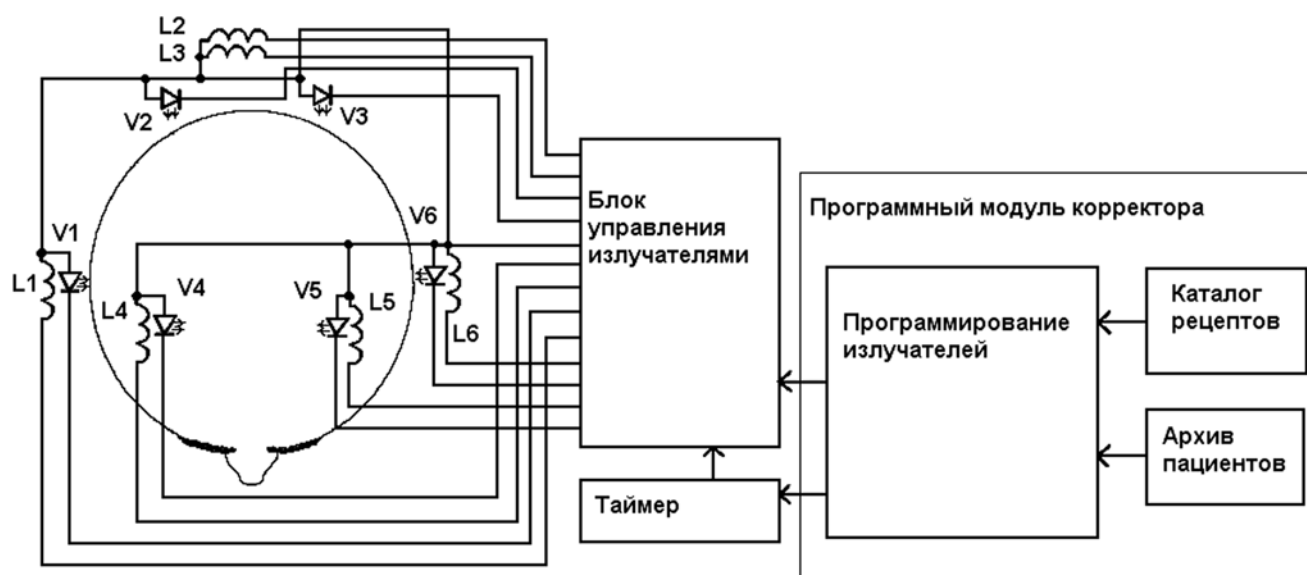 L2
L3
V2
V3
V1
L1
L4
V4
V5
L5
V6
L6
Блок
управления
излучателями
Таймер
Программный модуль корректора
Программирование
излучателей
Каталог
рецептов
Архив
пациентов